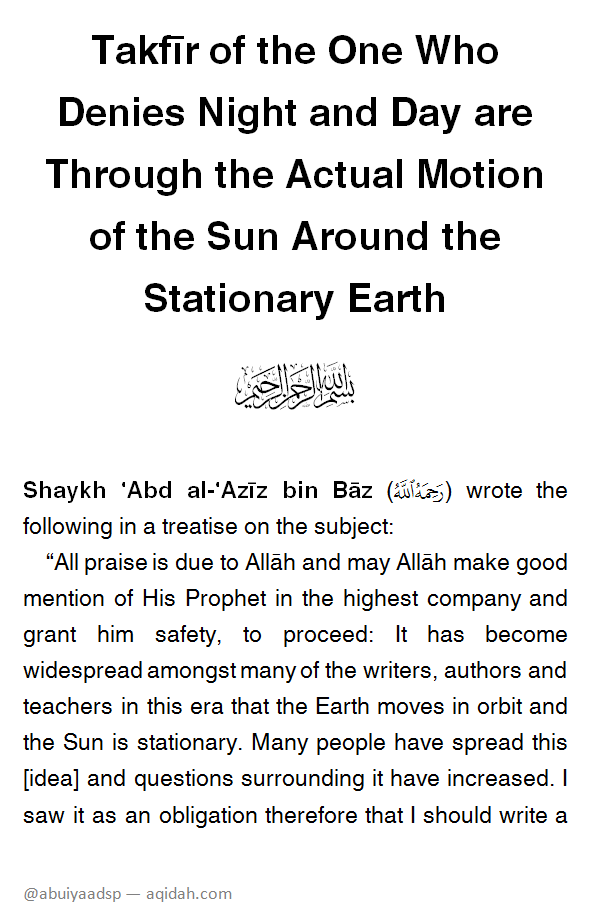 Takfīr of the One Who
Denies Night and Day are
Through the Actual Motion
of the Sun Around the
Stationary Earth
بسم الله الرحمن الرحيم
Shaykh ʿAbd al-ʿAzīz bin Bāz (رَحِمَهُ اللَّهُ) wrote the
following in a treatise on the subject:
“All praise is due to Allāh and may Allāh make good
mention of His Prophet in the highest company and
grant him safety, to proceed: It has become
widespread amongst many of the writers, authors and
teachers in this era that the Earth moves in orbit and
the Sun is stationary. Many people have spread this
[idea] and questions surrounding it have increased. I
saw it as an obligation therefore that I should write a
@abuiyaadsp — aqidah.com